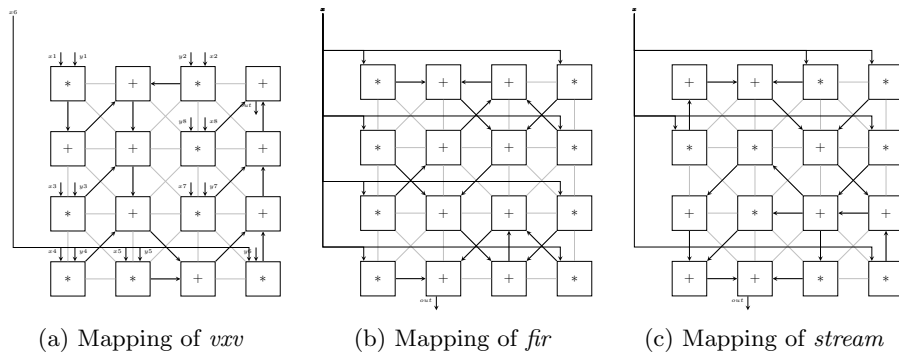 x6
x1 y1 y2 x2
* + * + * + + * + + * *
out
y8 x8
+ + * + * + + * * * + *
x3 y3 x7 y7
* + * + * + + * + * + +
x4 y4 x5 y5 y6
* * + * * + + * + + * *
out out
(a) Mapping of vxv (b) Mapping of fir (c) Mapping of stream